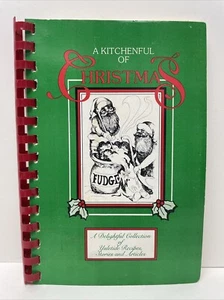 A KITCHENFUL
OF
CHRISTMAS
FUDGE
A Delightful Collection
of
Yuletide Recipes,
Stories and Articles